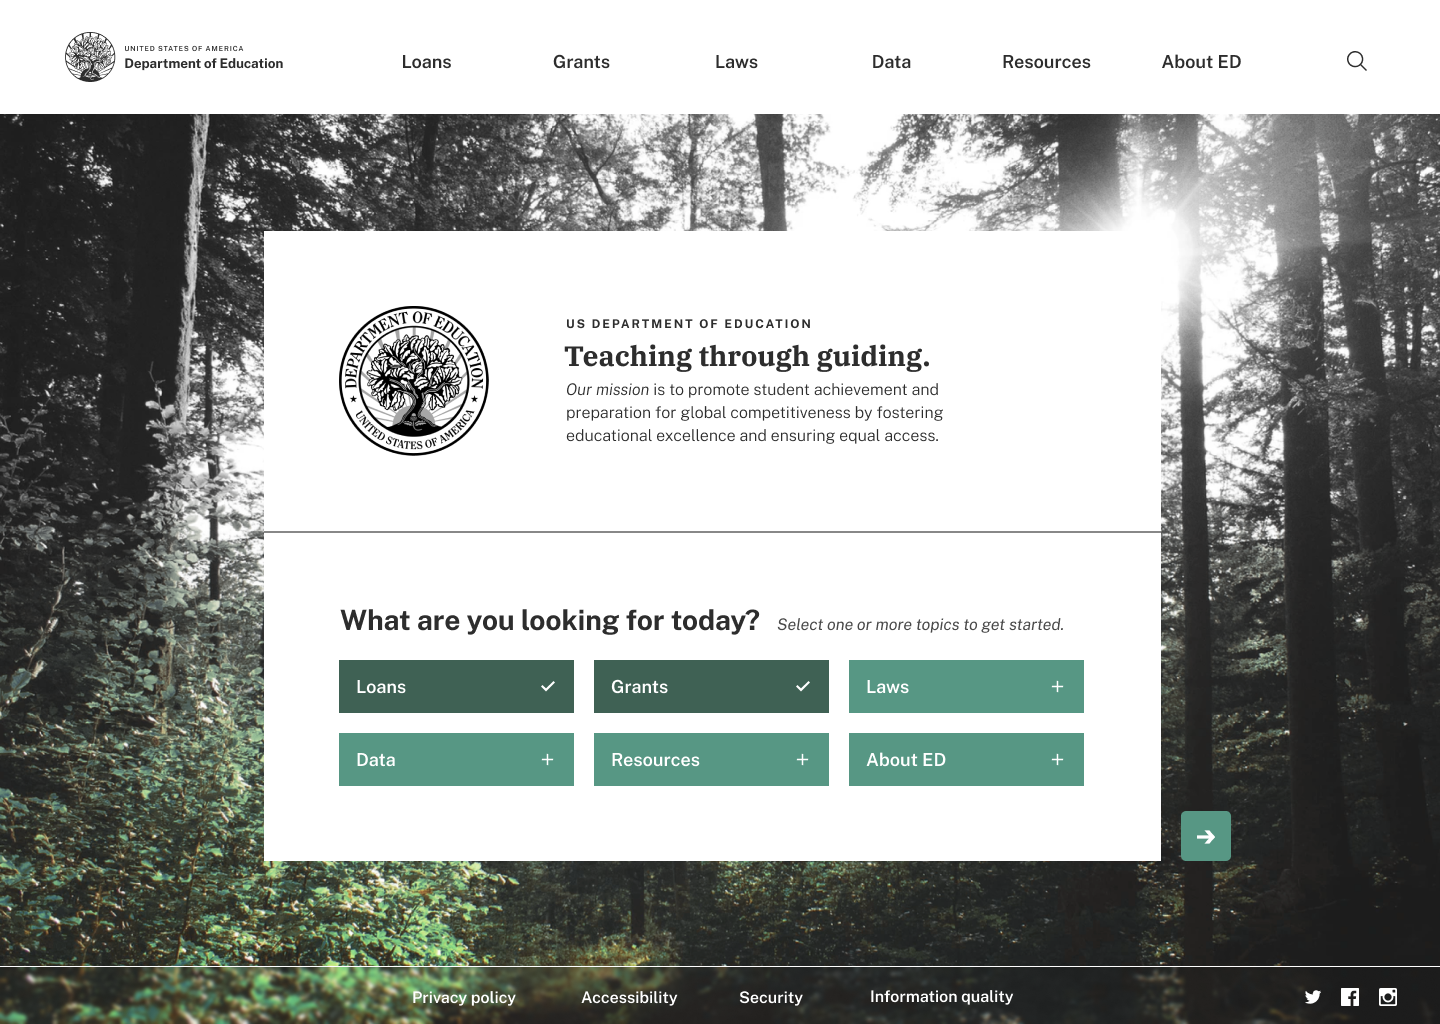 UNITED STATES OF AMERICA
Department of Education
Loans
Grants
Laws
Data
Resources
About ED
DEPARTMENT OF EDUCATION
UNITED STATES OF AMERICA
US DEPARTMENT OF EDUCATION
Teaching through guiding.
Our mission is to promote student achievement and
preparation for global competitiveness by fostering
educational excellence and ensuring equal access.
What are you looking for today?
Select one or more topics to get started.
Loans
Grants
Laws
Data
Resources
About ED
Privacy policy
Accessibility
Security
Information quality